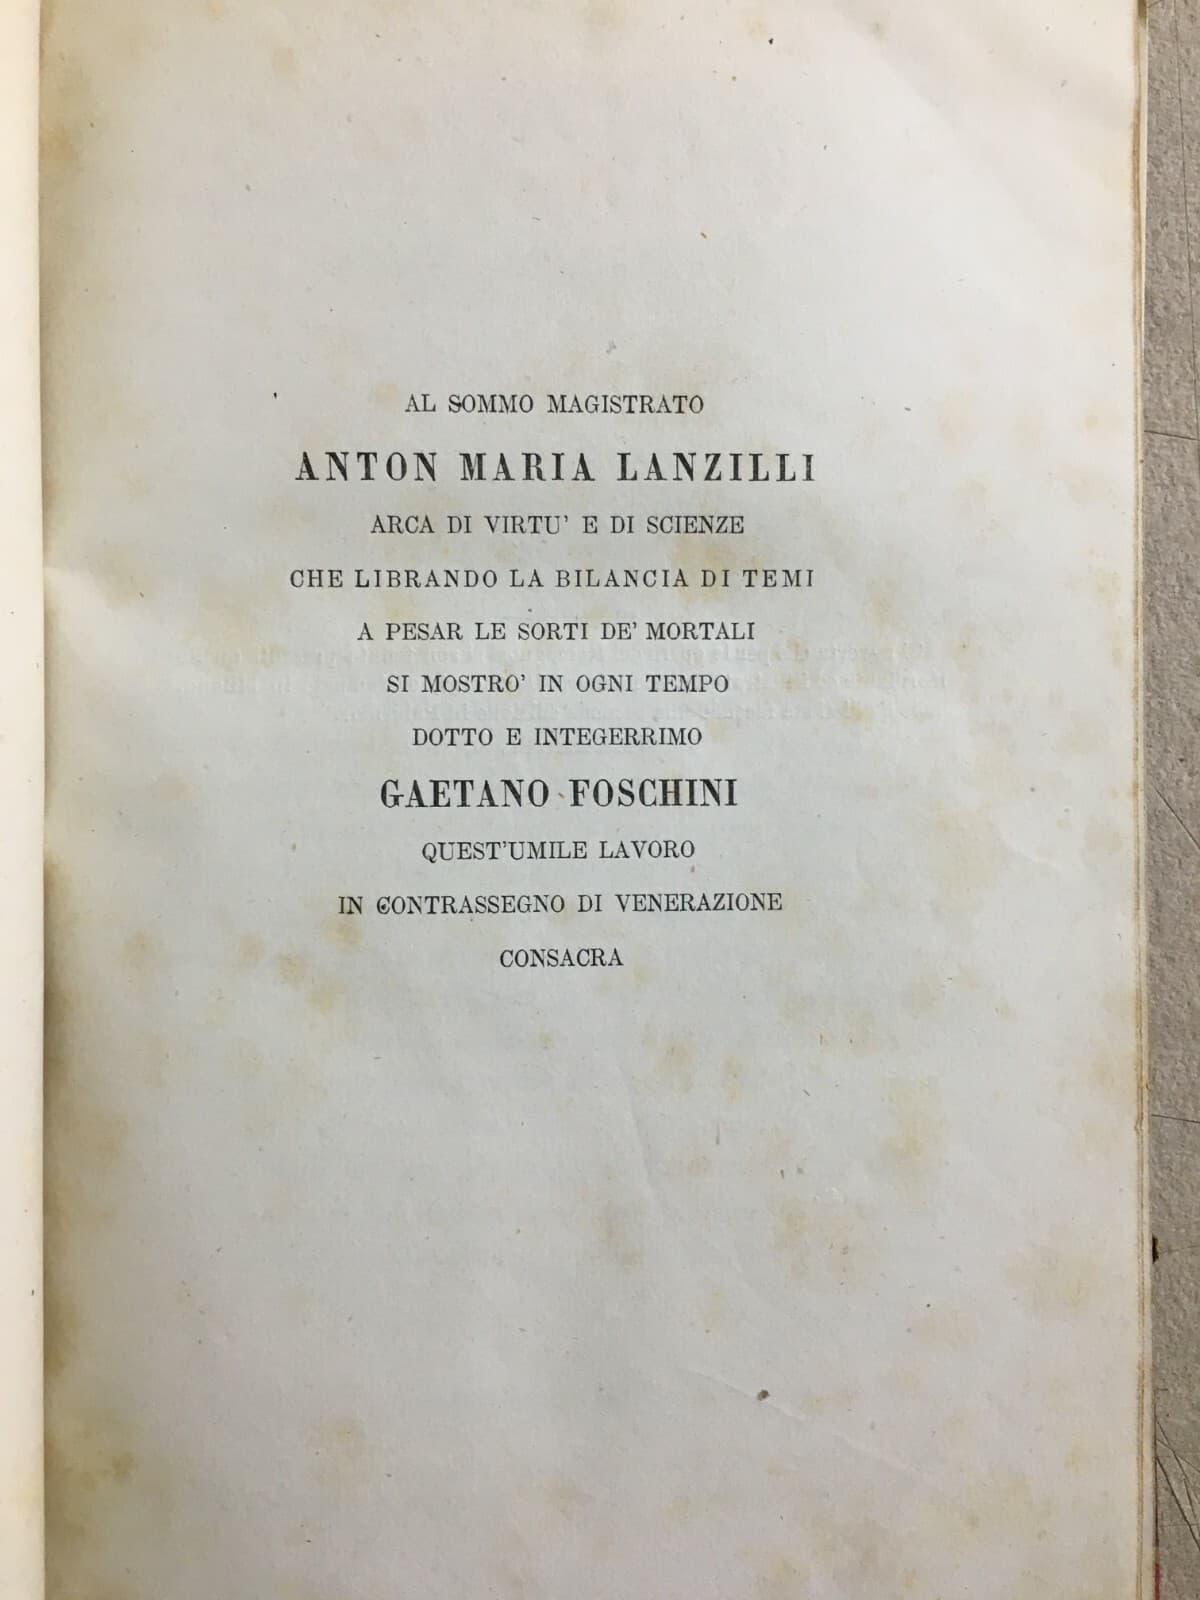 AL SOMMO MAGISTRATO
ANTON MARIA LANZILLI
ARCA DI VIRTU' E DI SCIENZE
CHE LIBRANDO LA BILANCIA DI TEMI
A PESAR LE SORTI DE' MORTALI
SI MOSTRO' IN OGNI TEMPO
DOTTO E INTEGERRIMO
GAETANO FOSCHINI
QUEST'UMILE LAVORO
IN CONTRASSEGNO DI VENERAZIONE
CONSACRA